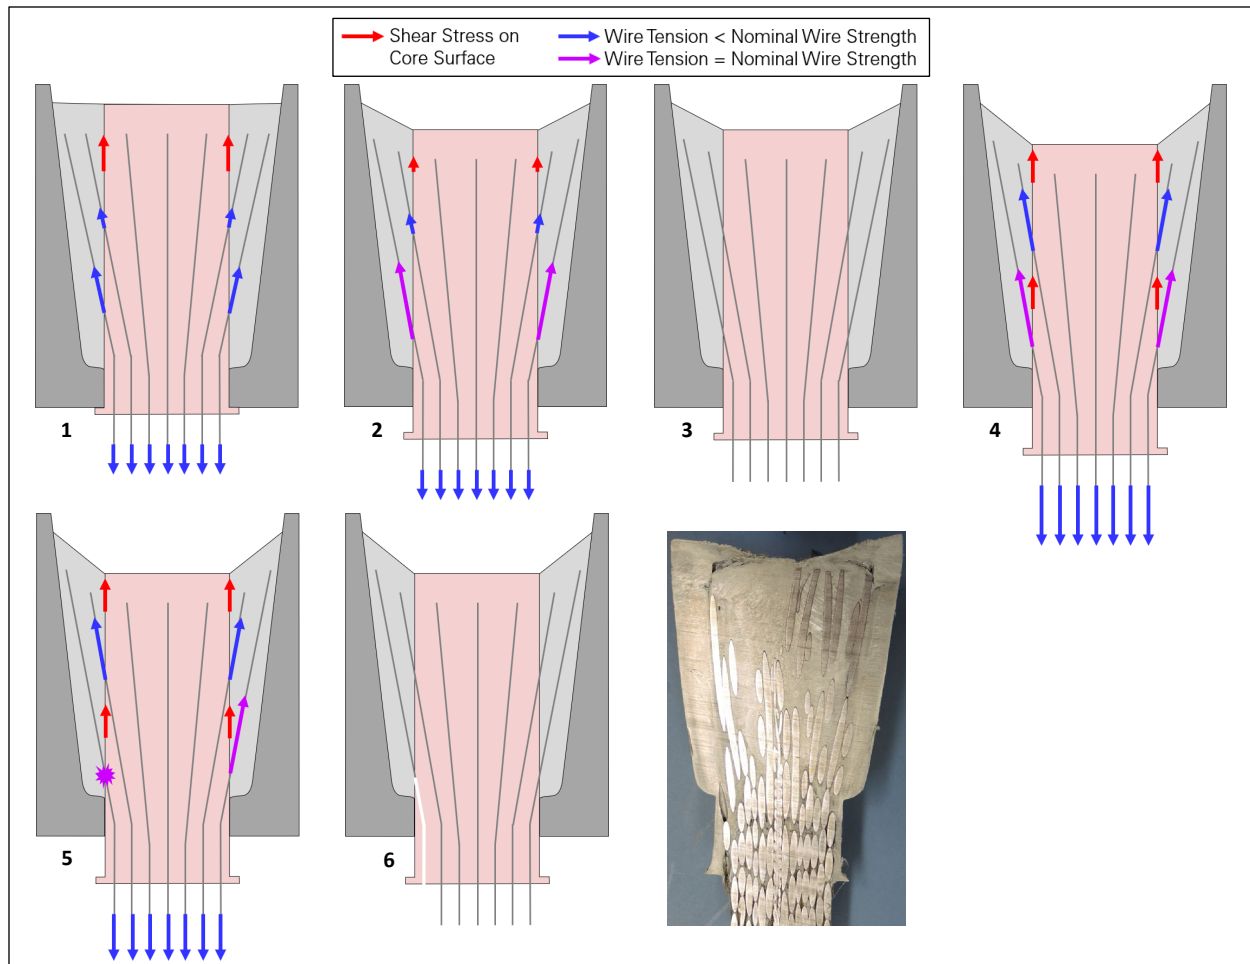 Shear Stress on
Core Surface
Wire Tension < Nominal Wire Strength
Wire Tension = Nominal Wire Strength
1
2
3
4
5
6